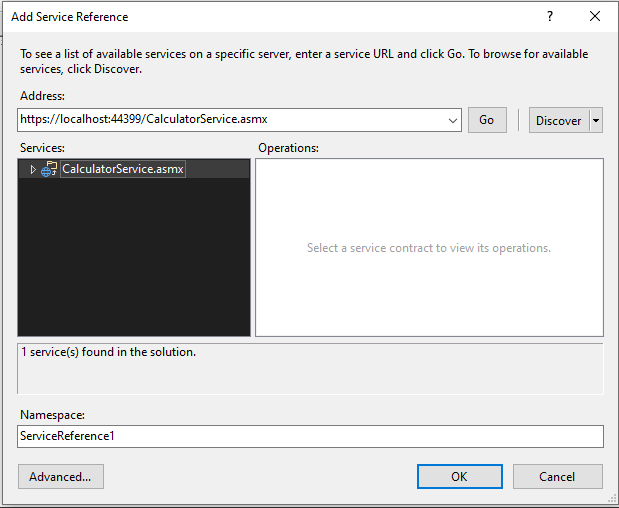 Add Service Reference
To see a list of available services on a specific server, enter a service URL and click Go. To browse for available
services, click Discover.
Address:
https://localhost:44399/CalculatorService.asmx
Go
Discover
Services:
Operations:
CalculatorService.asmx
Select a service contract to view its operations.
1 service(s) found in the solution.
Namespace:
ServiceReference1
Advanced...
OK
Cancel